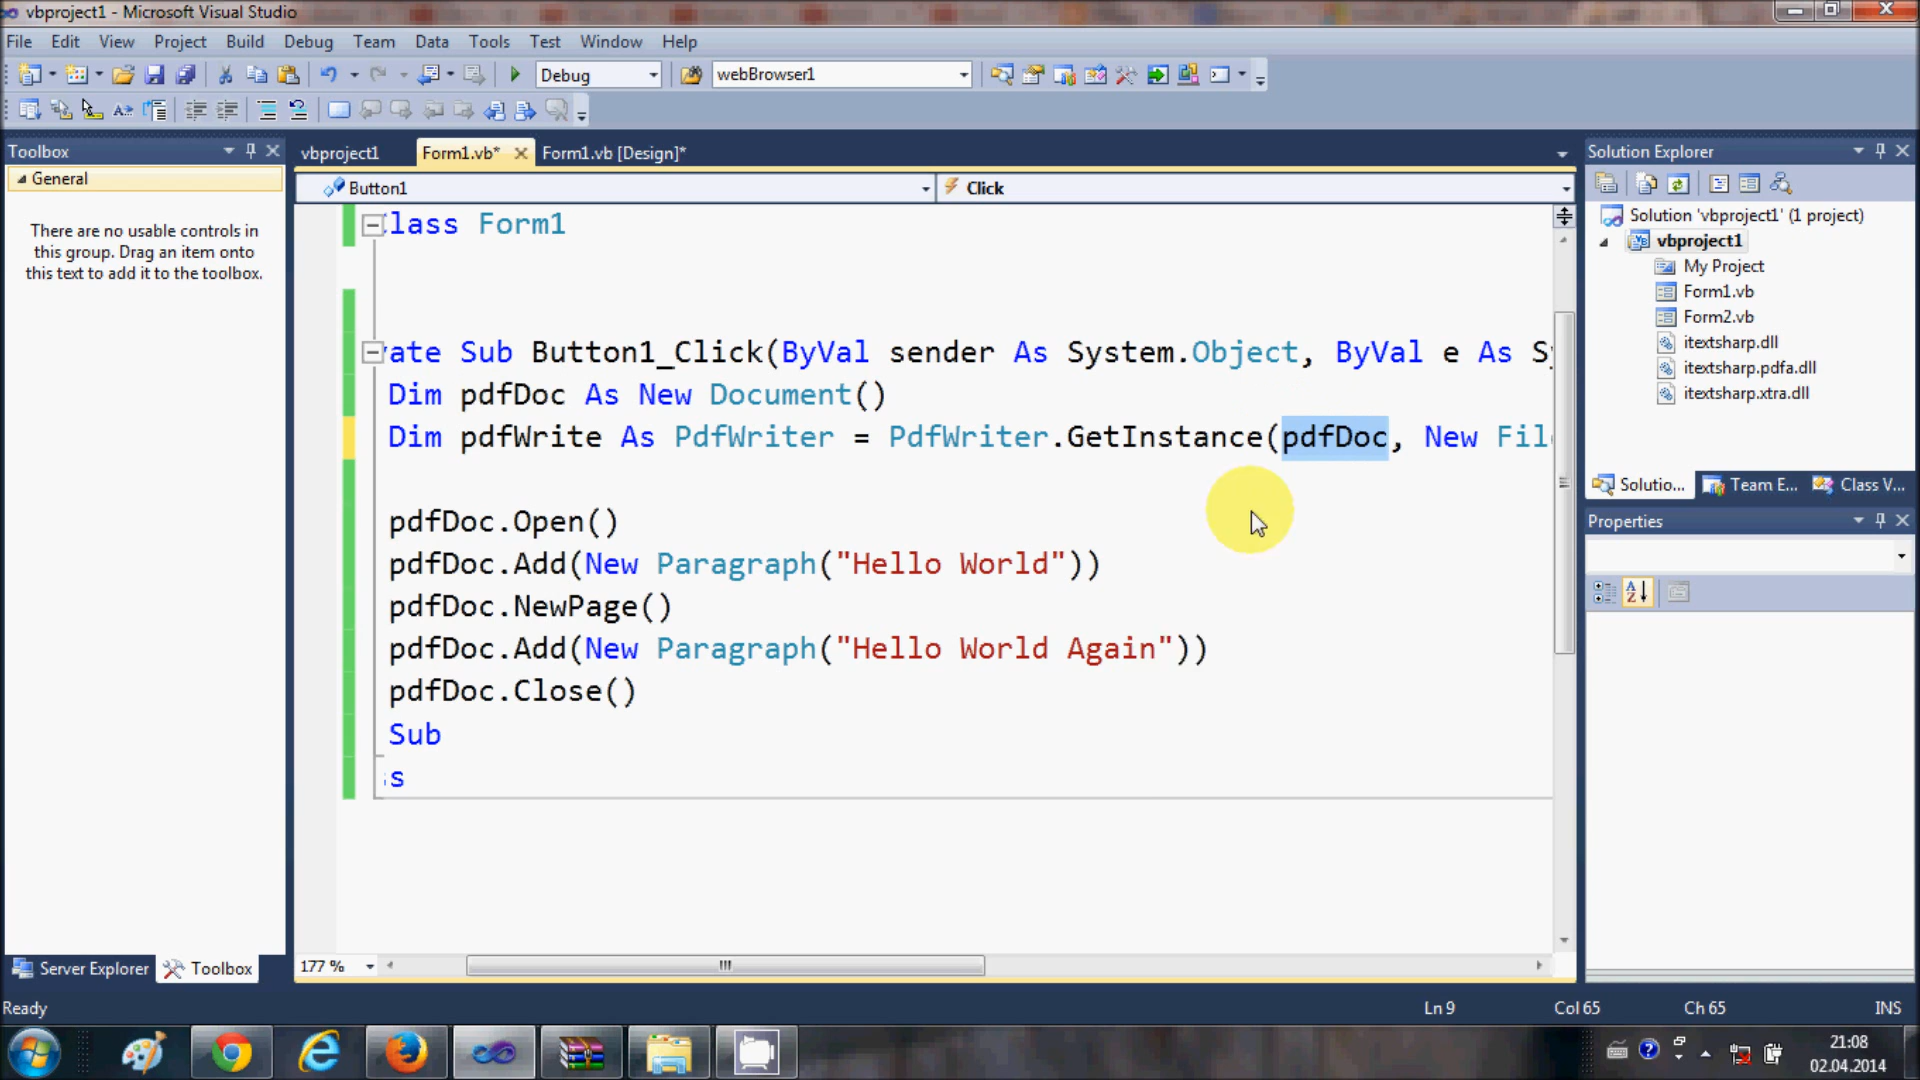 vbproject1 - Microsoft Visual Studio
File Edit View Project Build Debug Team Data Tools Test Window Help
Debug webBrowser1
Toolbox
General
There are no usable controls in
this group. Drag an item onto
this text to add it to the toolbox.
Server Explorer Toolbox
vbproject1 Form1.vb* Form1.vb [Design]*
Button1 Click
lass Form1
ate Sub Button1_Click(ByVal sender As System.Object, ByVal e As S
Dim pdfDoc As New Document()
Dim pdfWrite As PdfWriter = PdfWriter.GetInstance(pdfDoc, New Fil
pdfDoc.Open()
pdfDoc.Add(New Paragraph("Hello World"))
pdfDoc.NewPage()
pdfDoc.Add(New Paragraph("Hello World Again"))
pdfDoc.Close()
Sub
s
177 %
Solution Explorer
Solution 'vbproject1' (1 project)
vbproject1
My Project
Form1.vb
Form2.vb
itextsharp.dll
itextsharp.pdfa.dll
itextsharp.xtra.dll
Solutio... Team E... Class V...
Properties
Ready Ln 9 Col 65 Ch 65 INS
21:08
02.04.2014